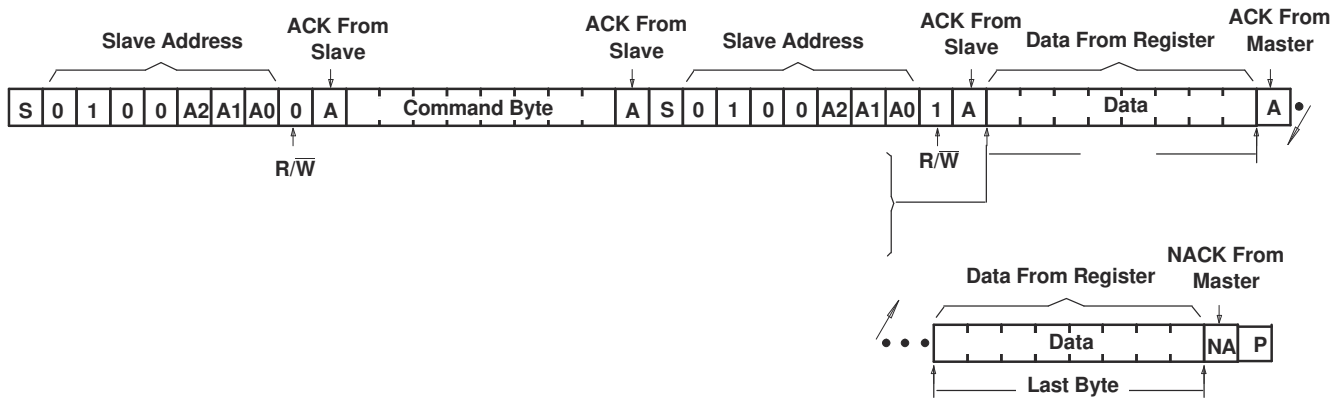 Slave Address
ACK From
Slave
ACK From
Slave
Slave Address
ACK From
Slave
Data From Register
ACK From
Master
S 0 1 0 0 A2 A1 A0 0 A Command Byte A S 0 1 0 0 A2 A1 A0 1 A Data A
R/W̅
R/W̅
Data From Register
NACK From
Master
Data NA P
Last Byte